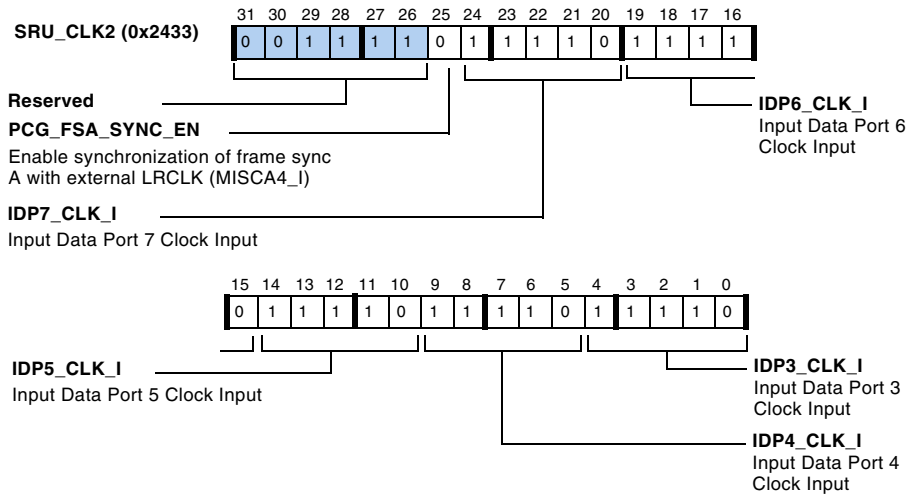 31 30 29 28 27 26 25 24 23 22 21 20 19 18 17 16
SRU_CLK2 (0x2433)
0 0 1 1 1 1 0 1 1 1 1 0 1 1 1 1
Reserved
PCG_FSA_SYNC_EN
Enable synchronization of frame sync
A with external LRCLK (MISCA4_I)
IDP7_CLK_I
Input Data Port 7 Clock Input
IDP6_CLK_I
Input Data Port 6
Clock Input
15 14 13 12 11 10 9 8 7 6 5 4 3 2 1 0
0 1 1 1 1 0 1 1 1 1 0 1 1 1 1 0
IDP5_CLK_I
Input Data Port 5 Clock Input
IDP3_CLK_I
Input Data Port 3
Clock Input
IDP4_CLK_I
Input Data Port 4
Clock Input